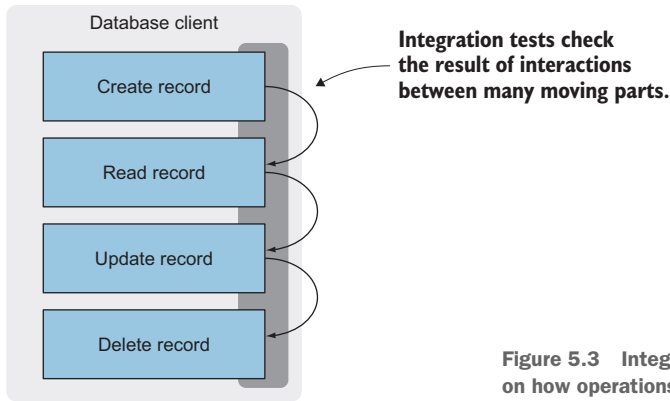 Database client
Create record
Integration tests check
the result of interactions
between many moving parts.
Read record
Update record
Delete record
Figure 5.3 Integ
on how operations